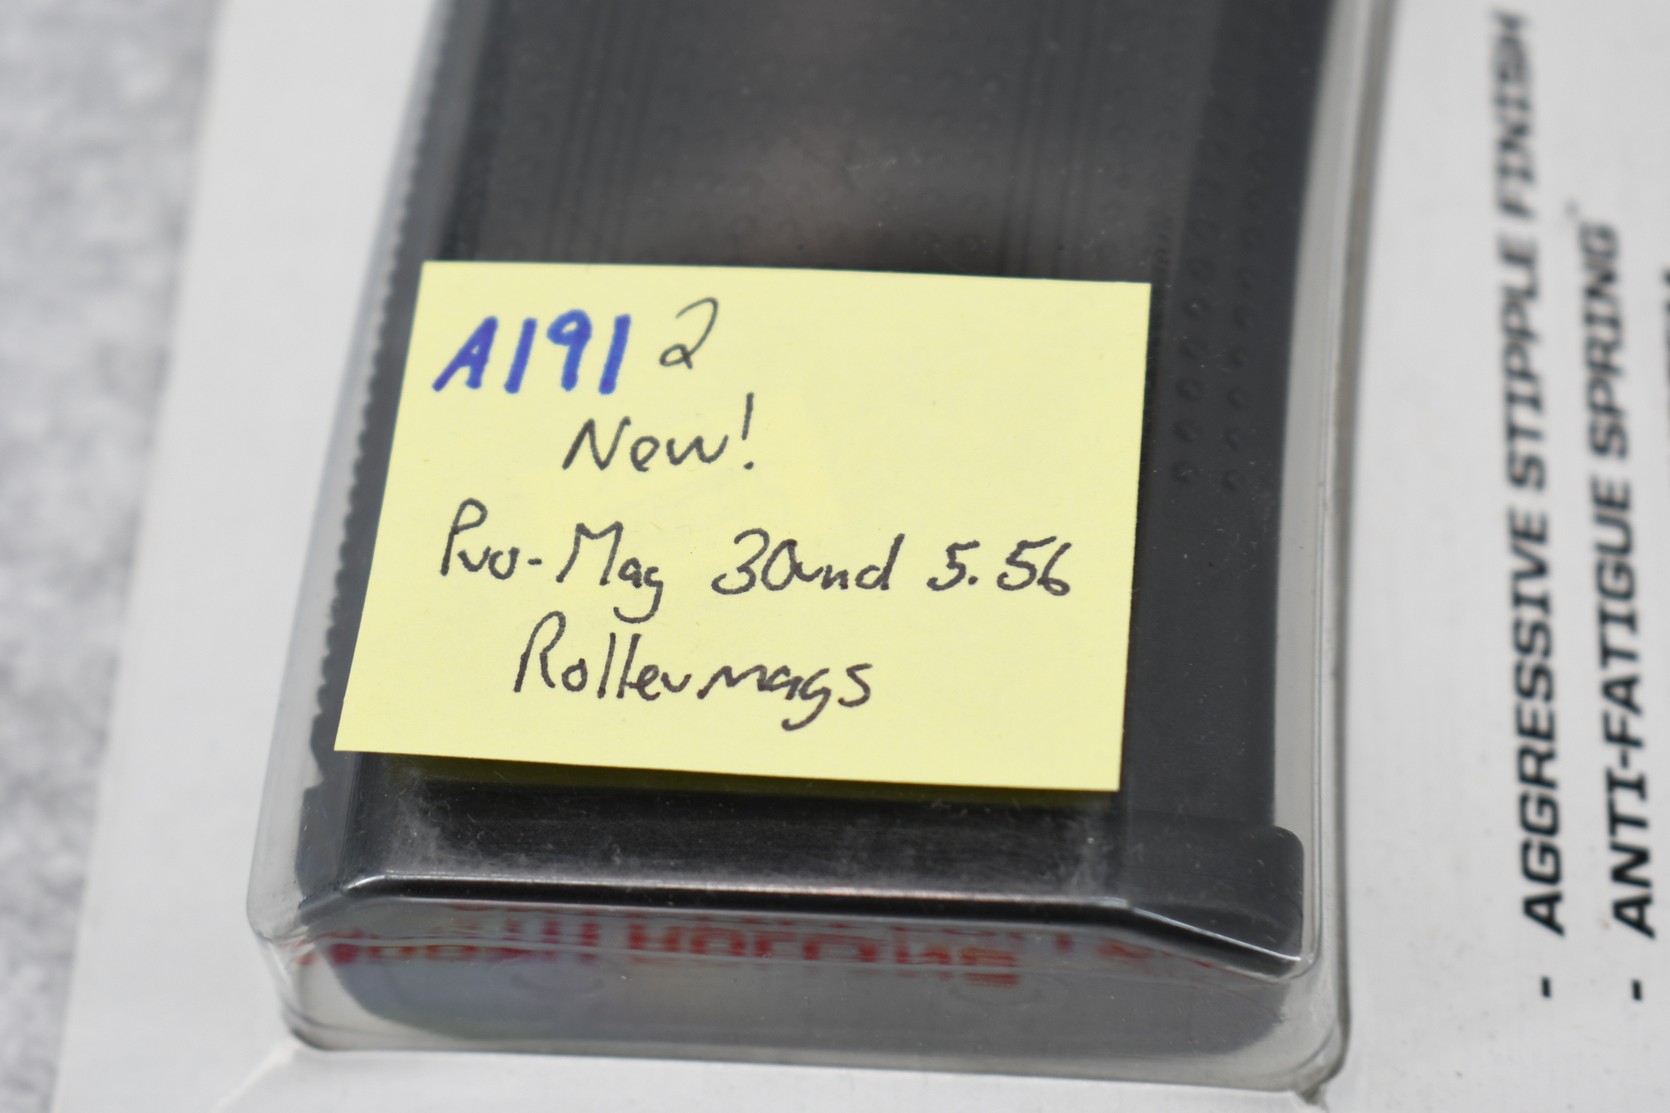 A191 2
New!
Pro-Mag 30rnd 5.56
Rollermags
- AGGRESSIVE STIPPLE FINISH
- ANTI-FATIGUE SPRING